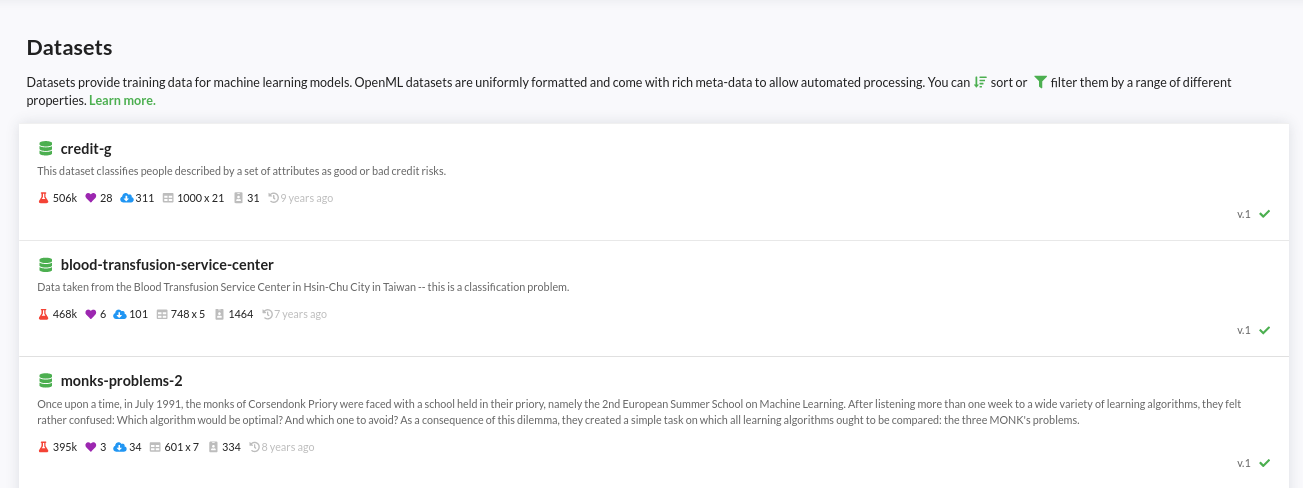 Datasets
Datasets provide training data for machine learning models. OpenML datasets are uniformly formatted and come with rich meta-data to allow automated processing. You can sort or filter them by a range of different
properties. Learn more.
credit-g
This dataset classifies people described by a set of attributes as good or bad credit risks.
506k 28 311 1000 x 21 31 9 years ago
v.1
blood-transfusion-service-center
Data taken from the Blood Transfusion Service Center in Hsin-Chu City in Taiwan -- this is a classification problem.
468k 6 101 748 x 5 1464 7 years ago
v.1
monks-problems-2
Once upon a time, in July 1991, the monks of Corsendonk Priory were faced with a school held in their priory, namely the 2nd European Summer School on Machine Learning. After listening more than one week to a wide variety of learning algorithms, they felt
rather confused: Which algorithm would be optimal? And which one to avoid? As a consequence of this dilemma, they created a simple task on which all learning algorithms ought to be compared: the three MONK's problems.
395k 3 34 601 x 7 334 8 years ago
v.1